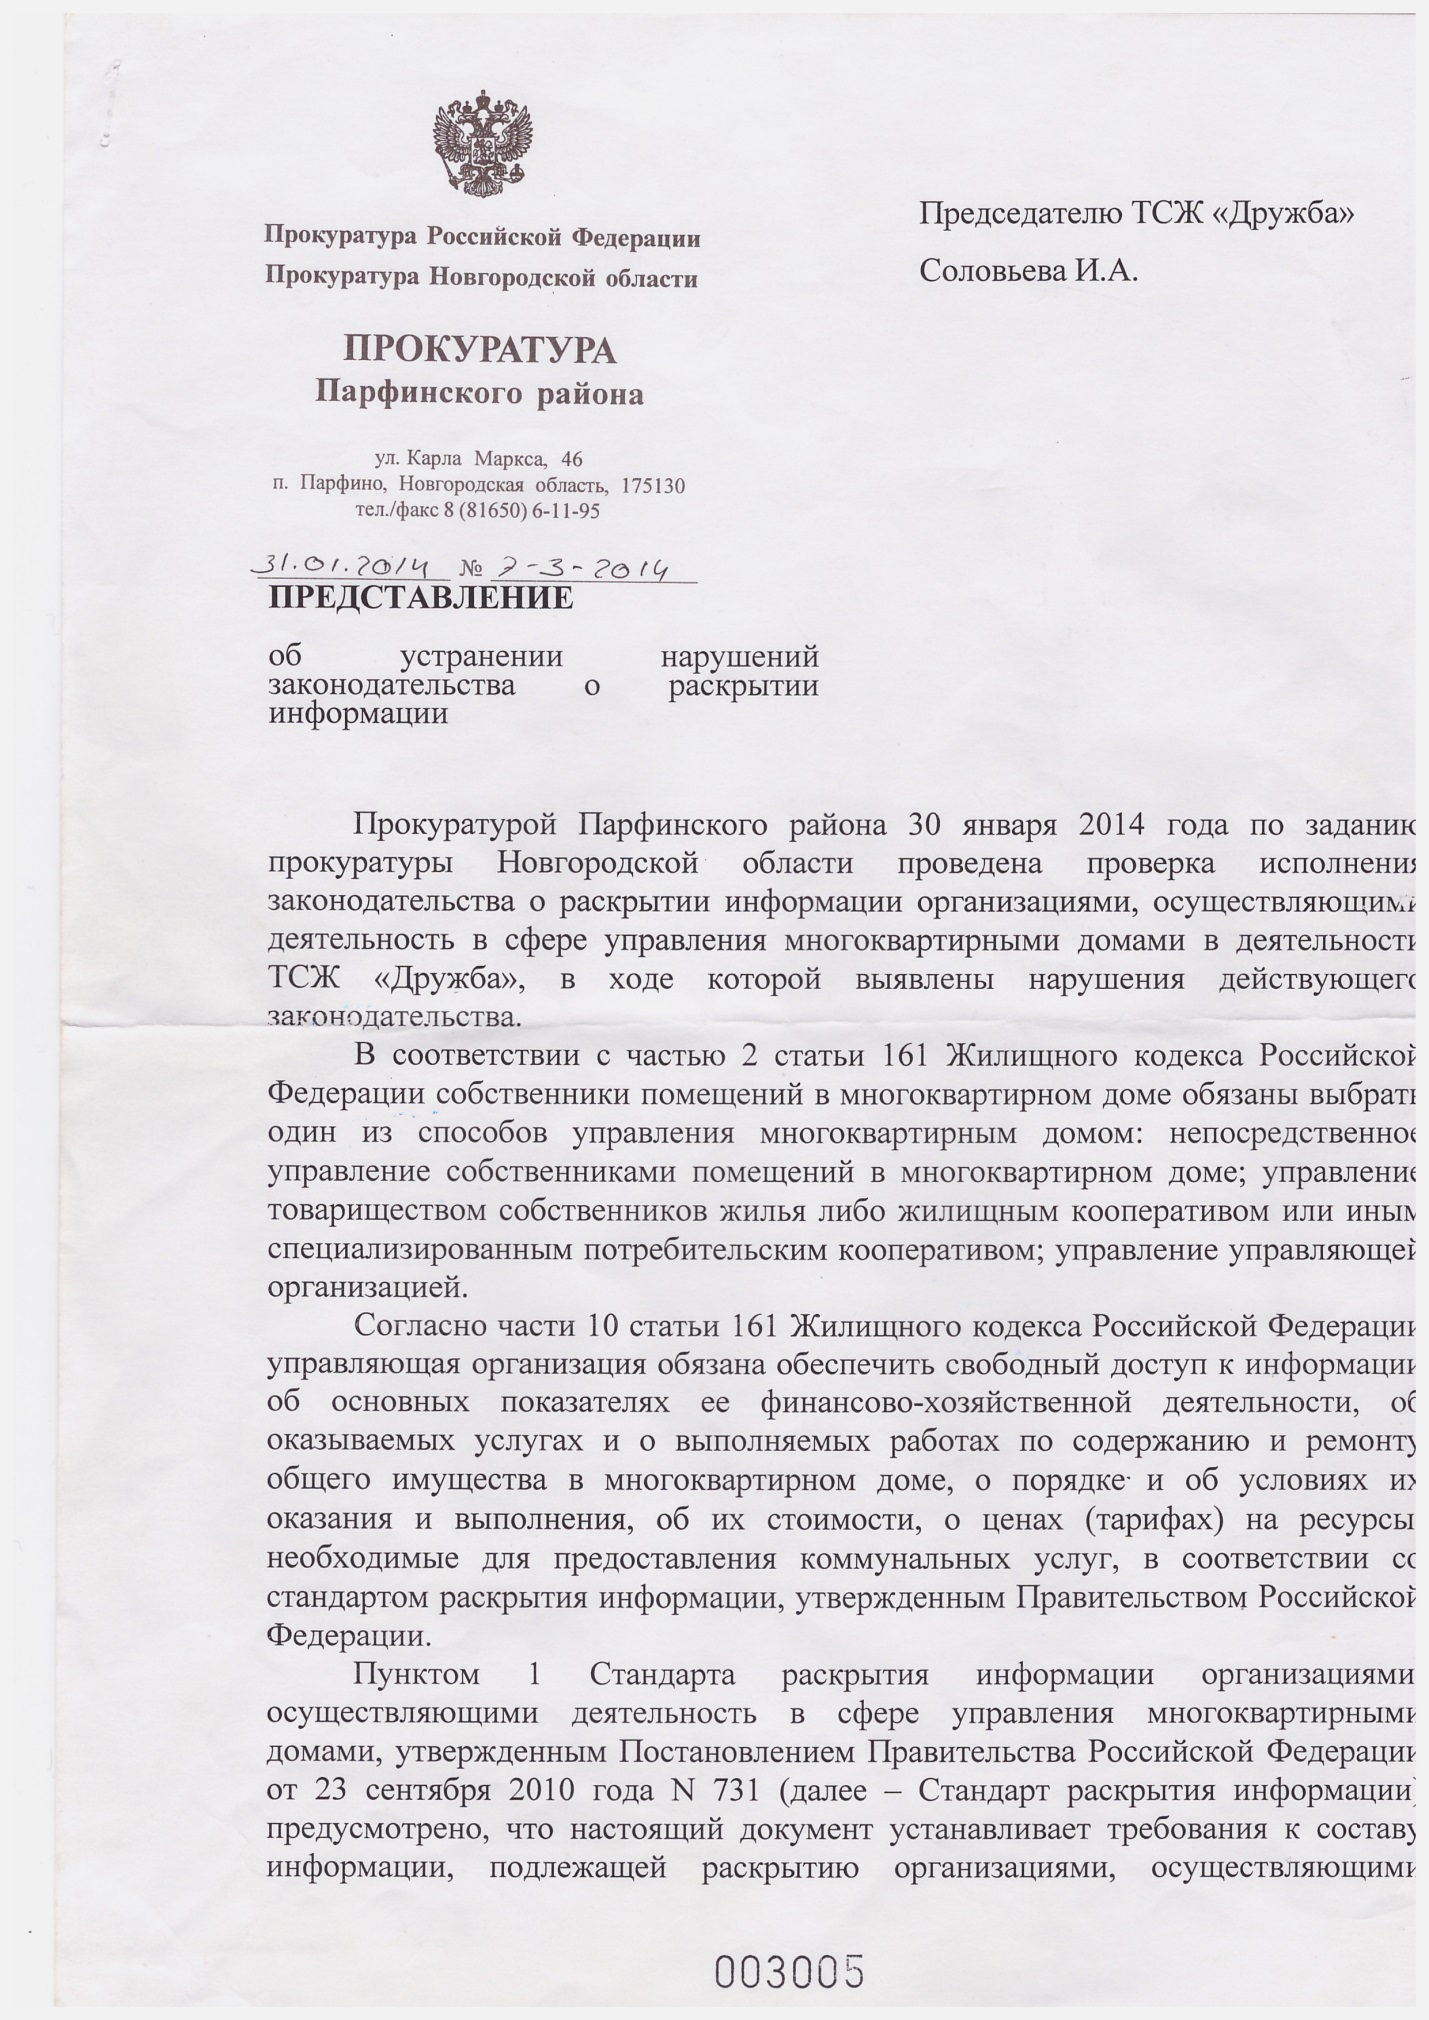 Прокуратура Российской Федерации
Прокуратура Новгородской области
ПРОКУРАТУРА
Парфинского района
ул. Карла Маркса, 46
п. Парфино, Новгородская область, 175130
тел./факс 8 (81650) 6-11-95
31.01.2014 № 7-3-2014
Председателю ТСЖ «Дружба»
Соловьева И.А.
ПРЕДСТАВЛЕНИЕ
об устранении нарушений
законодательства о раскрытии
информации
Прокуратурой Парфинского района 30 января 2014 года по заданию
прокуратуры Новгородской области проведена проверка исполнения
законодательства о раскрытии информации организациями, осуществляющими
деятельность в сфере управления многоквартирными домами в деятельности
ТСЖ «Дружба», в ходе которой выявлены нарушения действующего
законодательства.
В соответствии с частью 2 статьи 161 Жилищного кодекса Российской
Федерации собственники помещений в многоквартирном доме обязаны выбрать
один из способов управления многоквартирным домом: непосредственное
управление собственниками помещений в многоквартирном доме; управление
товариществом собственников жилья либо жилищным кооперативом или иным
специализированным потребительским кооперативом; управление управляющей
организацией.
Согласно части 10 статьи 161 Жилищного кодекса Российской Федерации
управляющая организация обязана обеспечить свободный доступ к информации
об основных показателях ее финансово-хозяйственной деятельности, об
оказываемых услугах и о выполняемых работах по содержанию и ремонту
общего имущества в многоквартирном доме, о порядке и об условиях их
оказания и выполнения, об их стоимости, о ценах (тарифах) на ресурсы
необходимые для предоставления коммунальных услуг, в соответствии со
стандартом раскрытия информации, утвержденным Правительством Российской
Федерации.
Пунктом 1 Стандарта раскрытия информации организациями
осуществляющими деятельность в сфере управления многоквартирными
домами, утвержденным Постановлением Правительства Российской Федерации
от 23 сентября 2010 года N 731 (далее – Стандарт раскрытия информации)
предусмотрено, что настоящий документ устанавливает требования к составу
информации, подлежащей раскрытию организациями, осуществляющими
003005